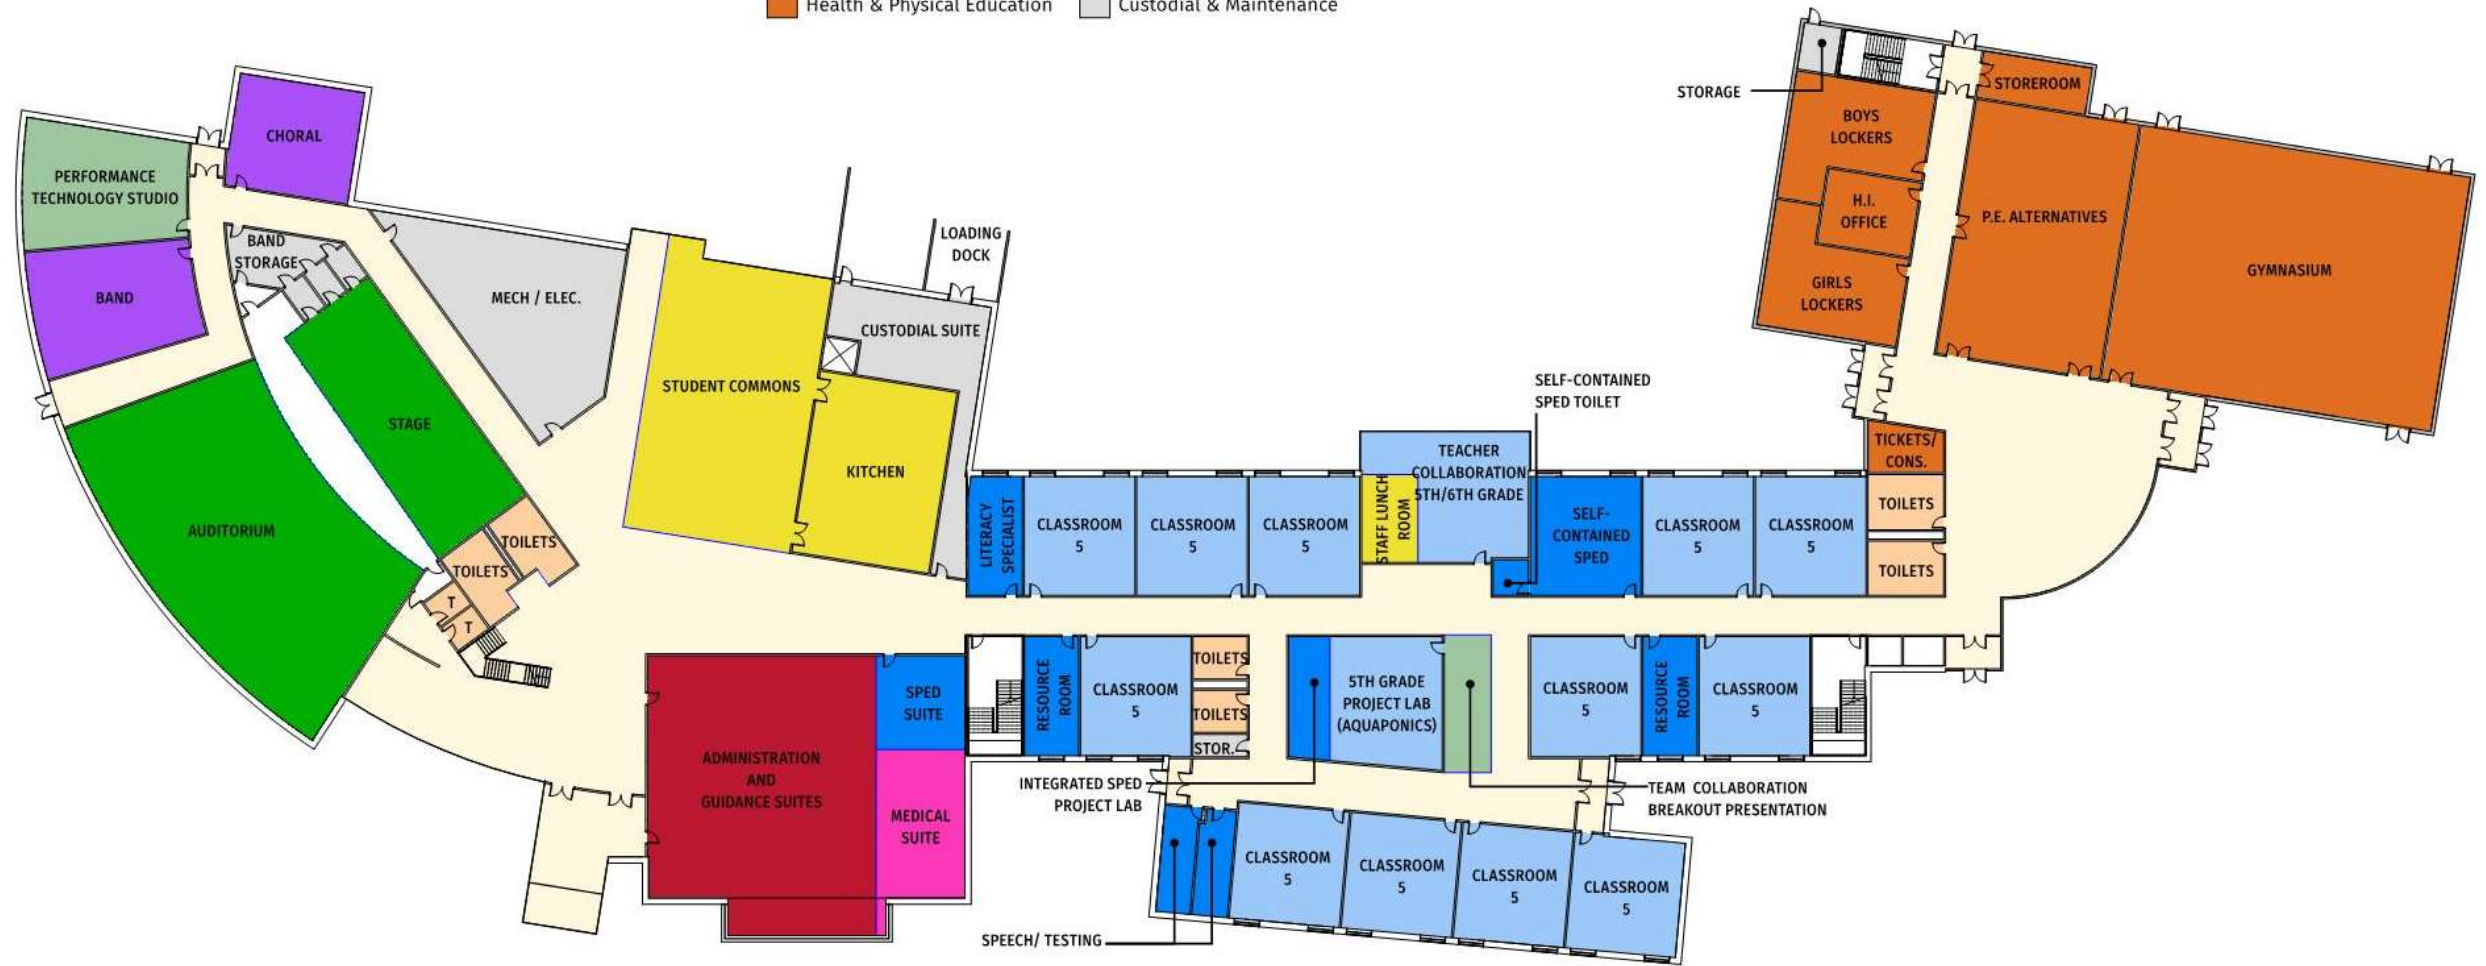 Health & Physical Education
Custodial & Maintenance
CHORAL
PERFORMANCE
TECHNOLOGY STUDIO
BAND
STORAGE
BAND
MECH / ELEC.
STAGE
AUDITORIUM
TOILETS
TOILETS
T
T
LOADING
DOCK
CUSTODIAL SUITE
STUDENT COMMONS
KITCHEN
STORAGE
STOREROOM
BOYS
LOCKERS
H.I.
OFFICE
GIRLS
LOCKERS
P.E. ALTERNATIVES
GYMNASIUM
SELF-CONTAINED
SPED TOILET
TICKETS/
CONS.
TOILETS
TOILETS
LITERACY
SPECIALIST
CLASSROOM
5
CLASSROOM
5
CLASSROOM
5
STAFF LUNCH
ROOM
TEACHER
COLLABORATION
5TH/6TH GRADE
SELF-
CONTAINED
SPED
CLASSROOM
5
CLASSROOM
5
ADMINISTRATION
AND
GUIDANCE SUITES
SPED
SUITE
MEDICAL
SUITE
RESOURCE
ROOM
CLASSROOM
5
TOILETS
TOILETS
STOR.
5TH GRADE
PROJECT LAB
(AQUAPONICS)
CLASSROOM
5
RESOURCE
ROOM
CLASSROOM
5
INTEGRATED SPED
PROJECT LAB
TEAM COLLABORATION
BREAKOUT PRESENTATION
CLASSROOM
5
CLASSROOM
5
CLASSROOM
5
CLASSROOM
5
SPEECH/ TESTING